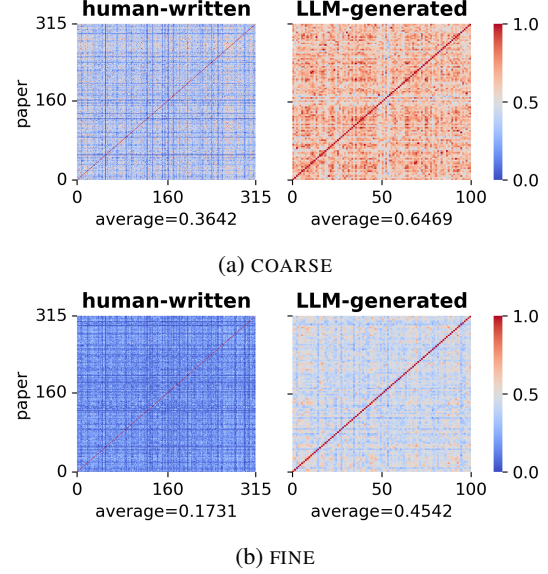 human-written LLM-generated
315 1.0
160 0.5
paper
0 0.0
0 160 315 0 50 100
average=0.3642 average=0.6469
(a) COARSE
human-written LLM-generated
315 1.0
160 0.5
paper
0 0.0
0 160 315 0 50 100
average=0.1731 average=0.4542
(b) FINE